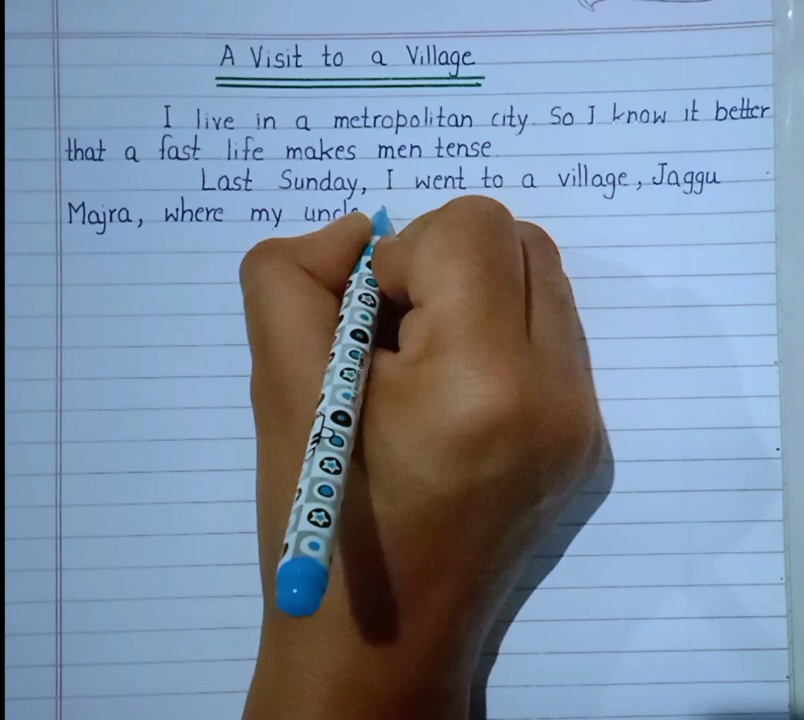 A Visit to a Village
I live in a metropolitan city. So I know it better
that a fast life makes men tense
Last Sunday, I went to a village, Jaggu
Majra, where my uncle